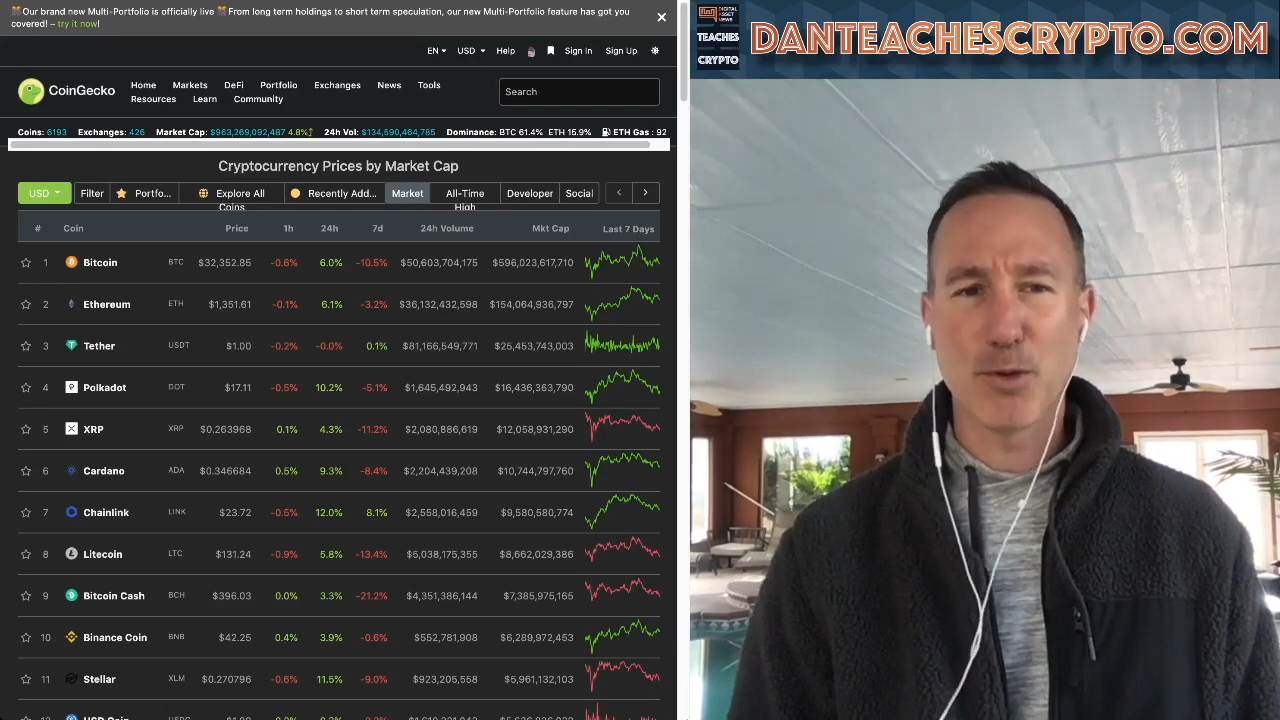 🎊Our brand new Multi-Portfolio is officially live 🎊From long term holdings to short term speculation, our new Multi-Portfolio feature has got you
covered! – try it now!
EN USD Help Sign In Sign Up
CoinGecko
Home Markets DeFi Portfolio Exchanges News Tools
Resources Learn Community
Search
Coins: 6193 Exchanges: 426 Market Cap: $963,269,092,487 4.8% 24h Vol: $134,590,464,785 Dominance: BTC 61.4% ETH 15.9% ETH Gas : 92
Cryptocurrency Prices by Market Cap
USD Filter Portfo... Explore All Coins Recently Add... Market All-Time High Developer Social
# Coin Price 1h 24h 7d 24h Volume Mkt Cap Last 7 Days
1 Bitcoin BTC $32,352.85 -0.6% 6.0% -10.5% $50,603,704,175 $596,023,617,710
2 Ethereum ETH $1,351.61 -0.1% 6.1% -3.2% $36,132,432,598 $154,064,936,797
3 Tether USDT $1.00 -0.2% -0.0% 0.1% $81,166,549,771 $25,453,743,003
4 Polkadot DOT $17.11 -0.5% 10.2% -5.1% $1,645,492,943 $16,436,363,790
5 XRP XRP $0.263968 0.1% 4.3% -11.2% $2,080,886,619 $12,058,931,290
6 Cardano ADA $0.346684 0.5% 9.3% -8.4% $2,204,439,208 $10,744,797,760
7 Chainlink LINK $23.72 -0.5% 12.0% 8.1% $2,558,016,459 $9,580,580,774
8 Litecoin LTC $131.24 -0.9% 5.8% -13.4% $5,038,175,355 $8,662,029,386
9 Bitcoin Cash BCH $396.03 0.0% 3.3% -21.2% $4,351,386,144 $7,385,975,165
10 Binance Coin BNB $42.25 0.4% 3.9% -0.6% $552,781,908 $6,289,972,453
11 Stellar XLM $0.270796 -0.6% 11.5% -9.0% $923,205,558 $5,961,132,103
DIGITAL
ASSET
NEWS
TEACHES
CRYPTO
DANTEACHESCRYPTO.COM